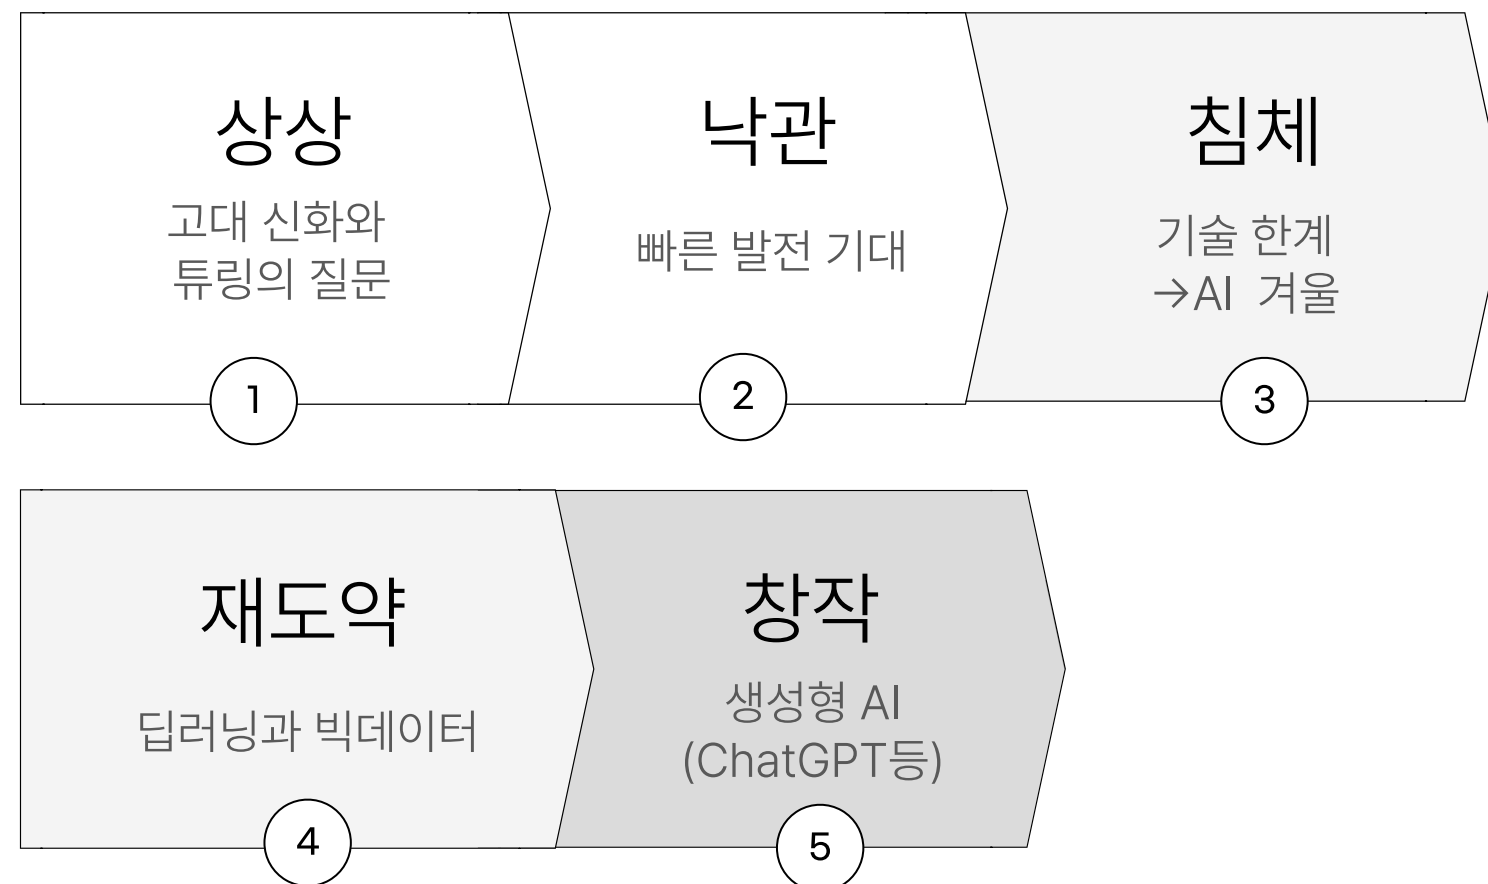 상상
고대 신화와
튜링의 질문
1
낙관
빠른 발전 기대
2
침체
기술 한계
→AI 겨울
3
재도약
딥러닝과 빅데이터
4
창작
생성형 AI
(ChatGPT등)
5